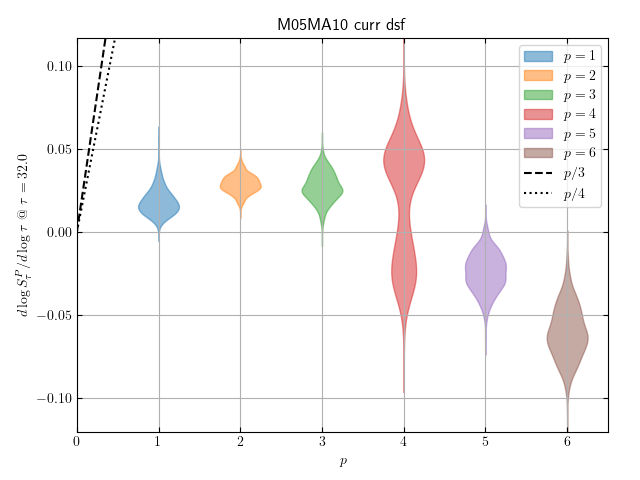 M05MA10 curr dsf
d log S_τ^p / d log τ @ τ = 32.0
0.10
0.05
0.00
−0.05
−0.10
0
1
2
3
4
5
6
p
p = 1
p = 2
p = 3
p = 4
p = 5
p = 6
p/3
p/4